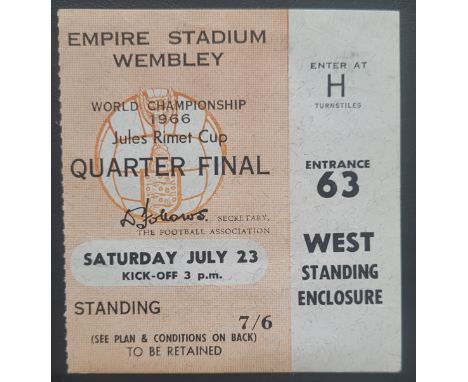 EMPIRE STADIUM
WEMBLEY
WORLD CHAMPIONSHIP
1966
Jules Rimet Cup
QUARTER FINAL
D Follows. SECRETARY,
THE FOOTBALL ASSOCIATION
SATURDAY JULY 23
KICK-OFF 3 p.m.
STANDING
7/6
(SEE PLAN & CONDITIONS ON BACK)
TO BE RETAINED
ENTER AT
H
TURNSTILES
ENTRANCE
63
WEST
STANDING
ENCLOSURE